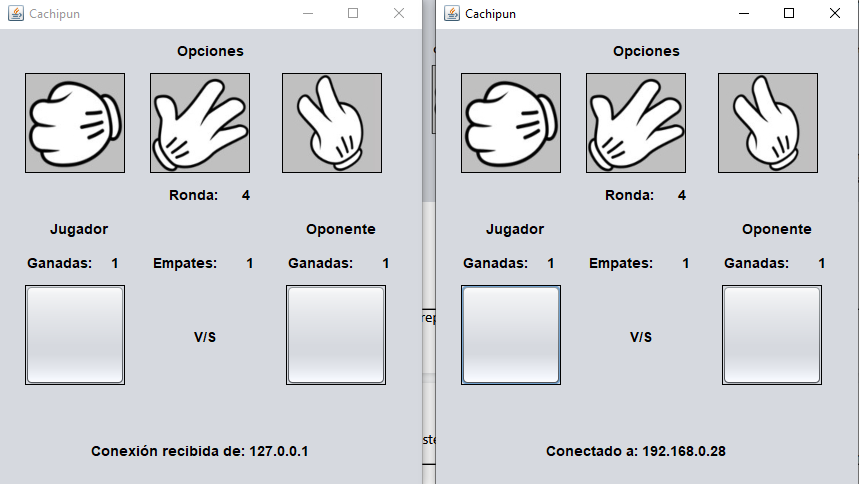 Cachipun
Opciones
Ronda: 4
Jugador Oponente
Ganadas: 1 Empates: 1 Ganadas: 1
V/S
Conexión recibida de: 127.0.0.1
Cachipun
Opciones
Ronda: 4
Jugador Oponente
Ganadas: 1 Empates: 1 Ganadas: 1
V/S
Conectado a: 192.168.0.28